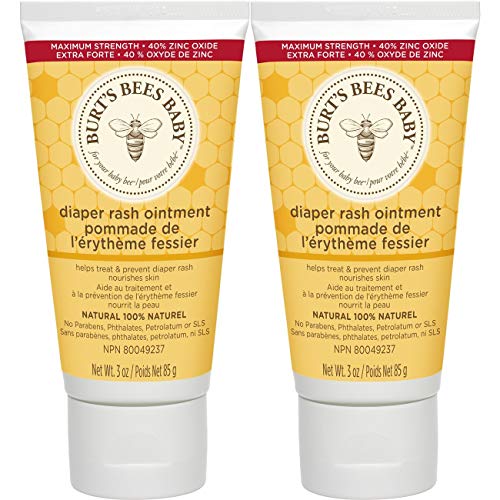 MAXIMUM STRENGTH • 40% ZINC OXIDE
EXTRA FORTE • 40 % OXYDE DE ZINC
BURT'S BEES BABY™
for your baby bee™/pour votre bébé™
diaper rash ointment
pommade de
l'érythème fessier
helps treat & prevent diaper rash
nourishes skin
Aide au traitement et
à la prévention de l'érythème fessier
nourrit la peau
NATURAL 100% NATUREL
No Parabens, Phthalates, Petrolatum or SLS
Sans parabènes, phthalates, petrolatum, ni SLS
NPN 80049237
Net Wt. 3 oz / Poids Net 85 g
MAXIMUM STRENGTH • 40% ZINC OXIDE
EXTRA FORTE • 40 % OXYDE DE ZINC
BURT'S BEES BABY™
for your baby bee™/pour votre bébé™
diaper rash ointment
pommade de
l'érythème fessier
helps treat & prevent diaper rash
nourishes skin
Aide au traitement et
à la prévention de l'érythème fessier
nourrit la peau
NATURAL 100% NATUREL
No Parabens, Phthalates, Petrolatum or SLS
Sans parabènes, phthalates, petrolatum, ni SLS
NPN 80049237
Net Wt. 3 oz / Poids Net 85 g